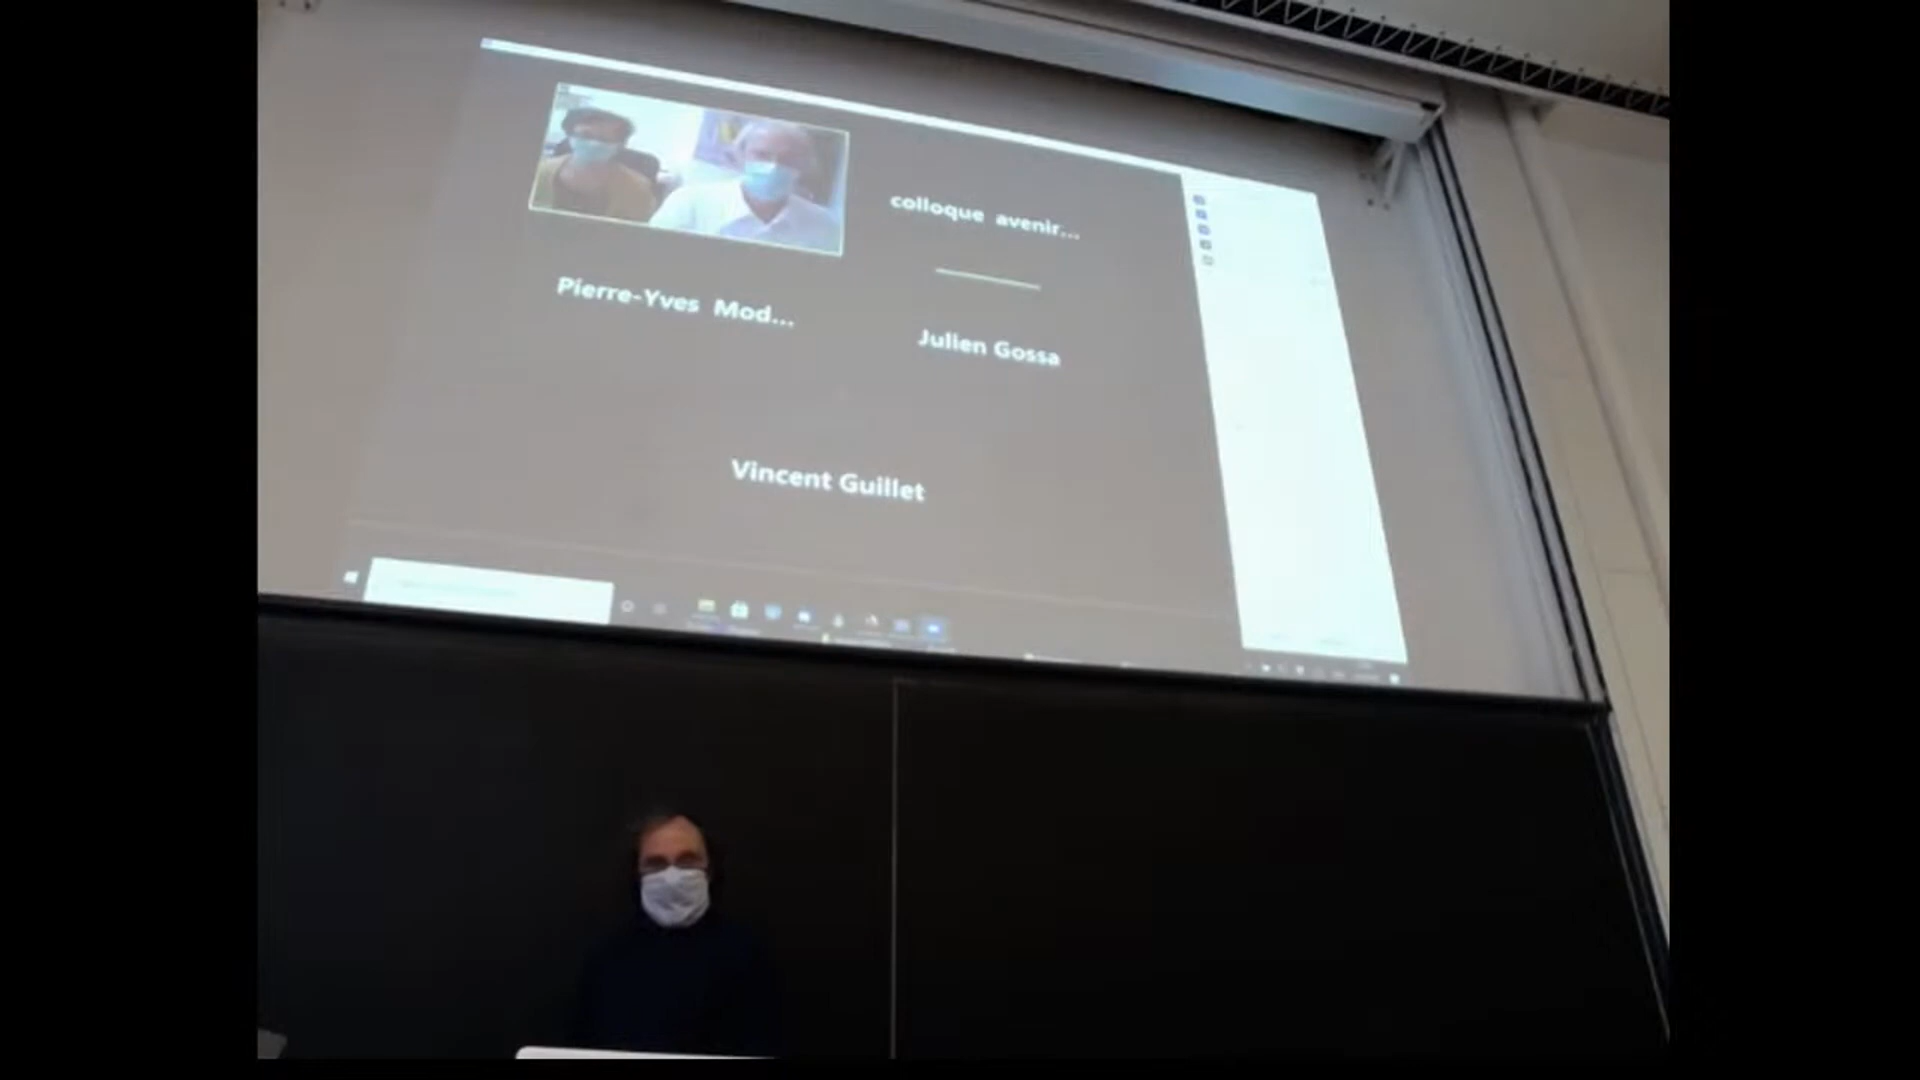 colloque avenir...
Pierre-Yves Mod...
Julien Gossa
Vincent Guillet